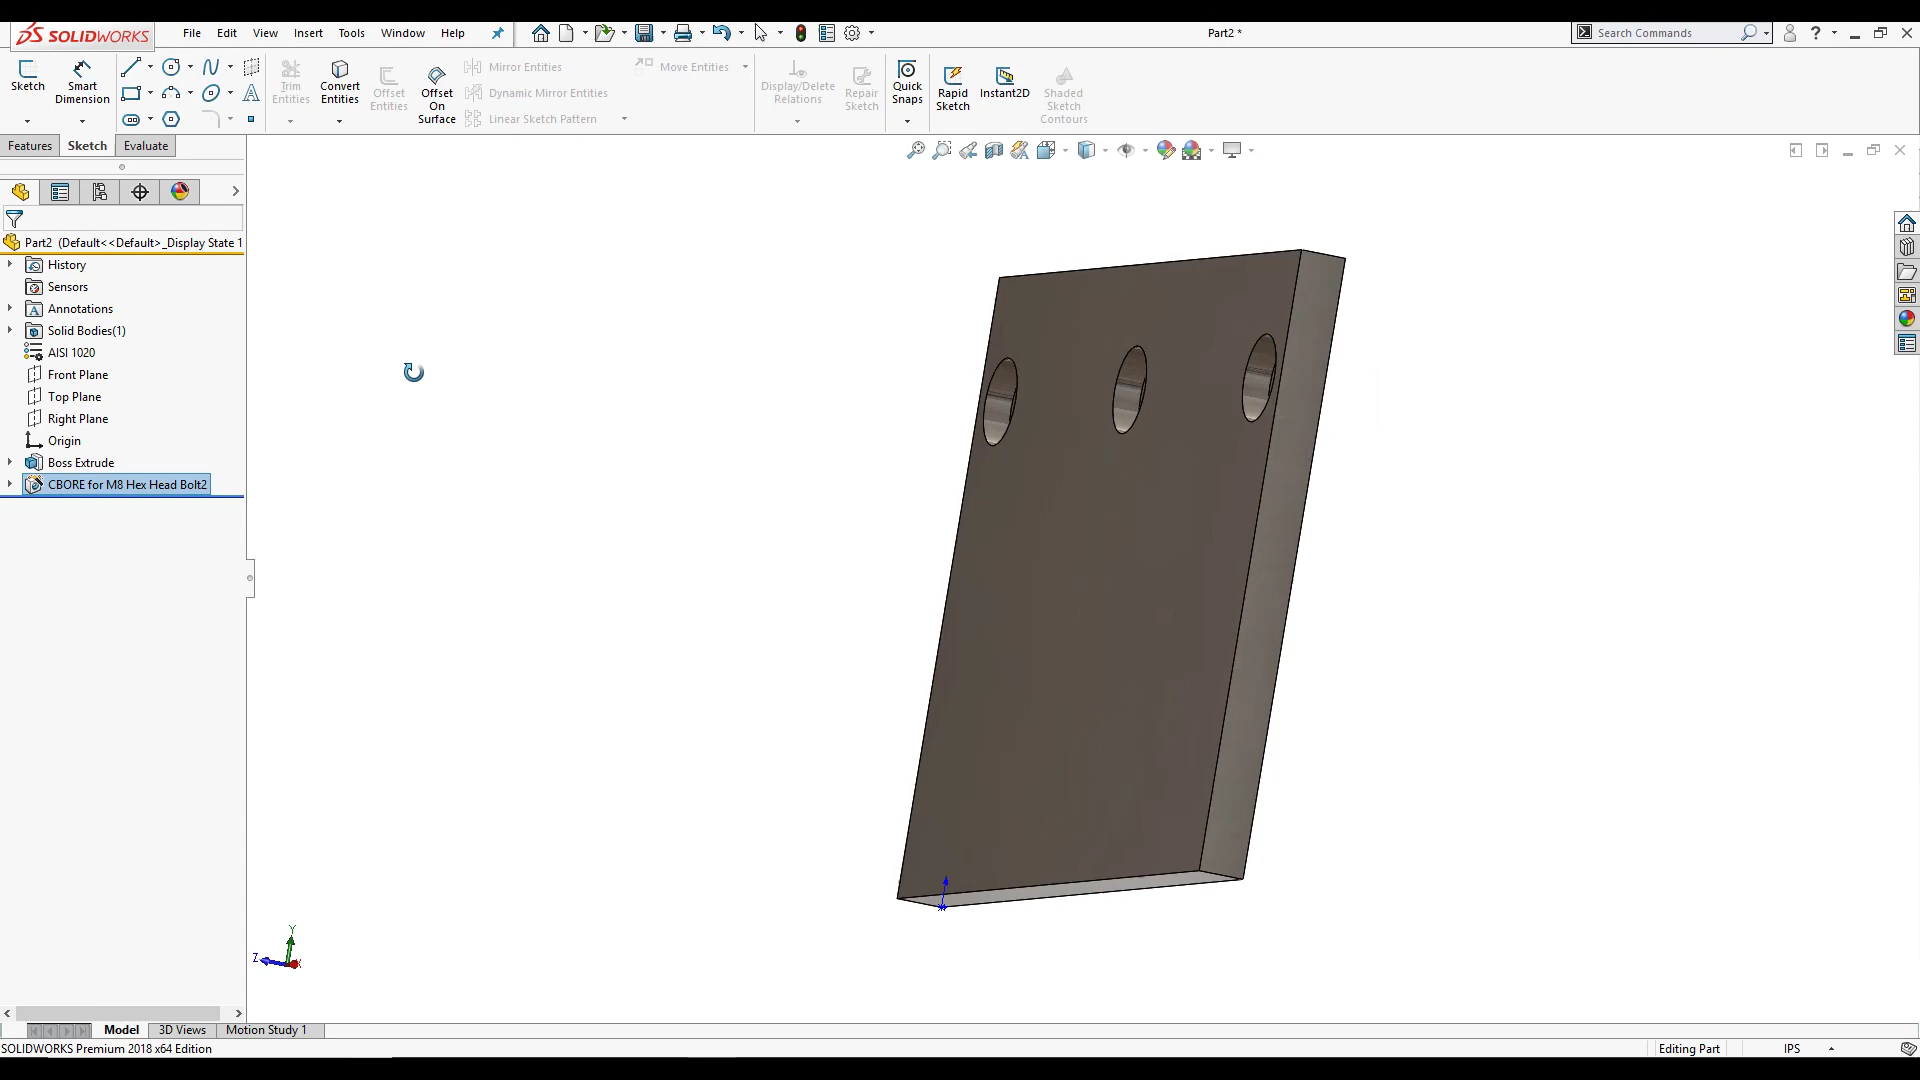 SOLIDWORKS File Edit View Insert Tools Window Help Part2 * Search Commands ?
Sketch Smart Dimension Trim Entities Convert Entities Offset Entities Offset On Surface Mirror Entities Dynamic Mirror Entities Linear Sketch Pattern Move Entities Display/Delete Relations Repair Sketch Quick Snaps Rapid Sketch Instant2D Shaded Sketch Contours
Features Sketch Evaluate
Part2 (Default<<Default>_Display State 1
History
Sensors
Annotations
Solid Bodies(1)
AISI 1020
Front Plane
Top Plane
Right Plane
Origin
Boss Extrude
CBORE for M8 Hex Head Bolt2
Y
Z X
Model 3D Views Motion Study 1
SOLIDWORKS Premium 2018 x64 Edition Editing Part IPS